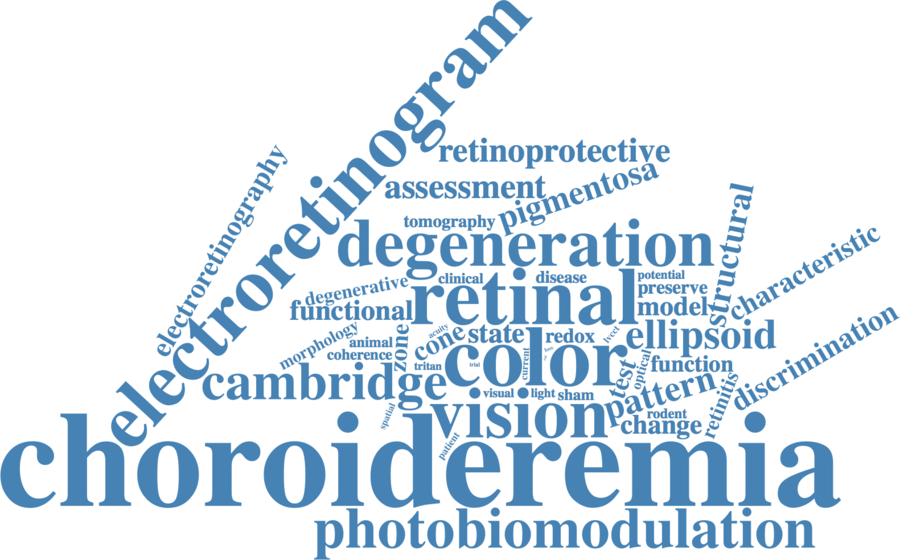 electroretinogram
electroretinography
retinoprotective
assessment
pigmentosa
tomography
degeneration
structural
characteristic
clinical
disease
potential
degenerative
retinal
preserve
functional
model
morphology
zone
acuity
cone
state
redox
lvcct
ellipsoid
animal
coherence
tritan
trial
color
current
test
optical
function
cambridge
pattern
retinitis
discrimination
visual
light
sham
spatial
vision
rodent
change
patient
choroideremia
photobiomodulation